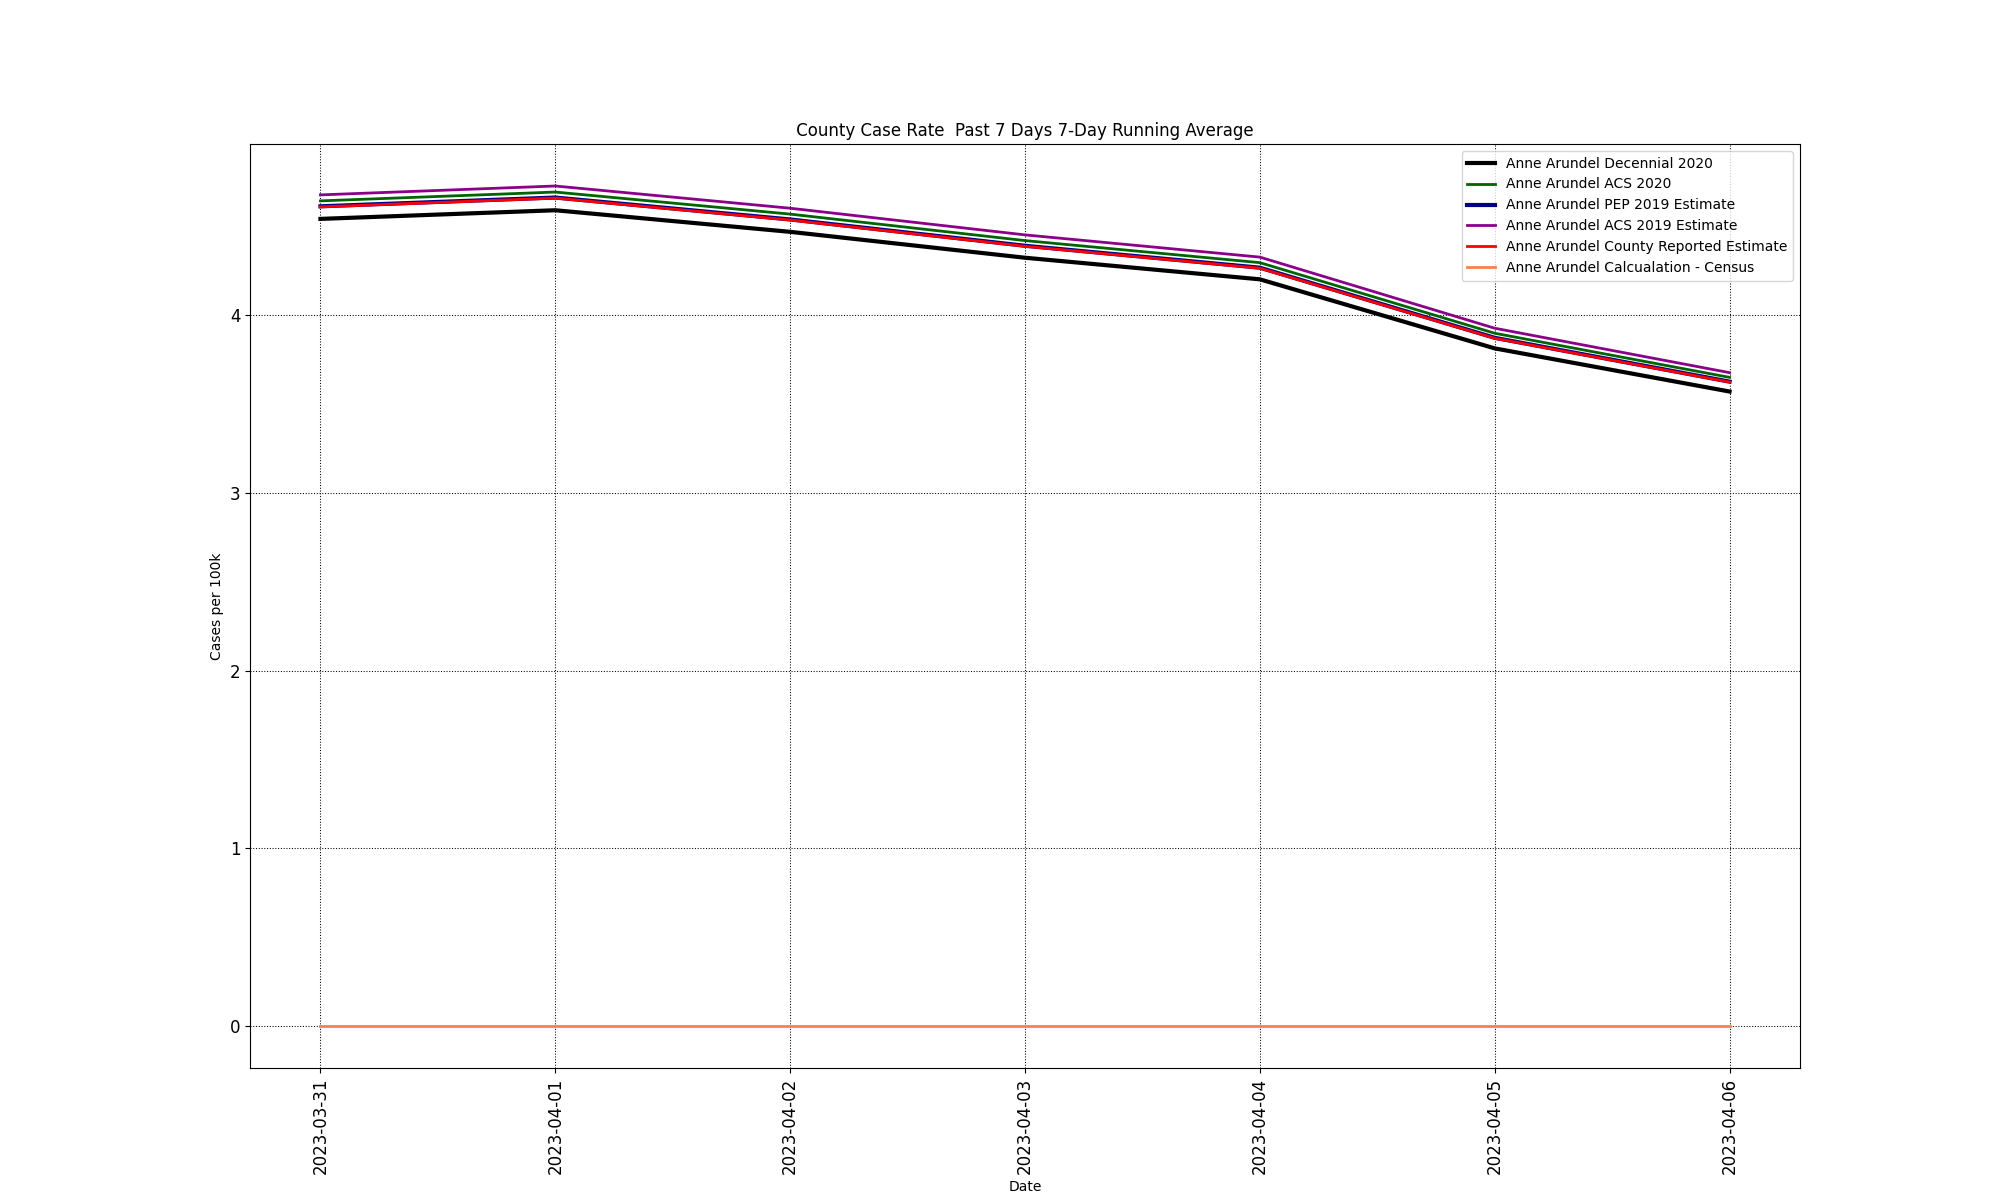 County Case Rate  Past 7 Days 7-Day Running Average
Anne Arundel Decennial 2020
Anne Arundel ACS 2020
Anne Arundel PEP 2019 Estimate
Anne Arundel ACS 2019 Estimate
Anne Arundel County Reported Estimate
Anne Arundel Calcualation - Census
Cases per 100k
4
3
2
1
0
2023-03-31
2023-04-01
2023-04-02
2023-04-03
2023-04-04
2023-04-05
2023-04-06
Date